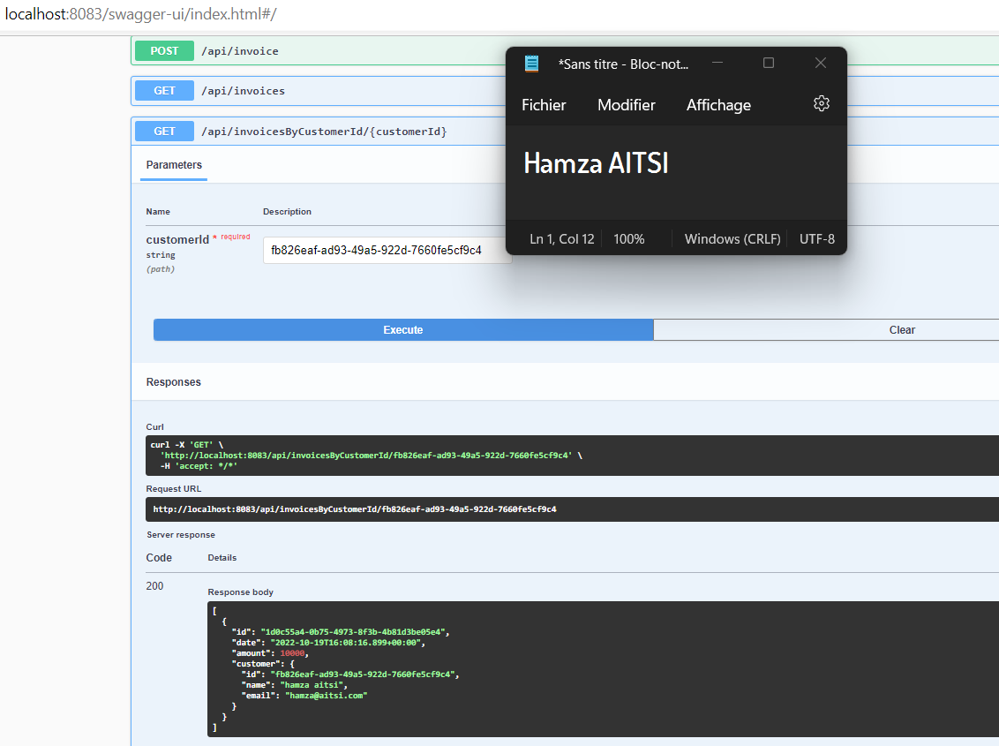 localhost:8083/swagger-ui/index.html#/
POST /api/invoice
GET /api/invoices
GET /api/invoicesByCustomerId/{customerId}
*Sans titre - Bloc-not...
Fichier Modifier Affichage
Hamza AITSI
Ln 1, Col 12 100% Windows (CRLF) UTF-8
Parameters
Name Description
customerId * required
string
(path)
fb826eaf-ad93-49a5-922d-7660fe5cf9c4
Execute Clear
Responses
Curl
curl -X 'GET' \
'http://localhost:8083/api/invoicesByCustomerId/fb826eaf-ad93-49a5-922d-7660fe5cf9c4' \
-H 'accept: */*'
Request URL
http://localhost:8083/api/invoicesByCustomerId/fb826eaf-ad93-49a5-922d-7660fe5cf9c4
Server response
Code Details
200
Response body
[
{
"id": "1d0c55a4-0b75-4973-8f3b-4b81d3be05e4",
"date": "2022-10-19T16:08:16.899+00:00",
"amount": 10000,
"customer": {
"id": "fb826eaf-ad93-49a5-922d-7660fe5cf9c4",
"name": "hamza aitsi",
"email": "hamza@aitsi.com"
}
}
]